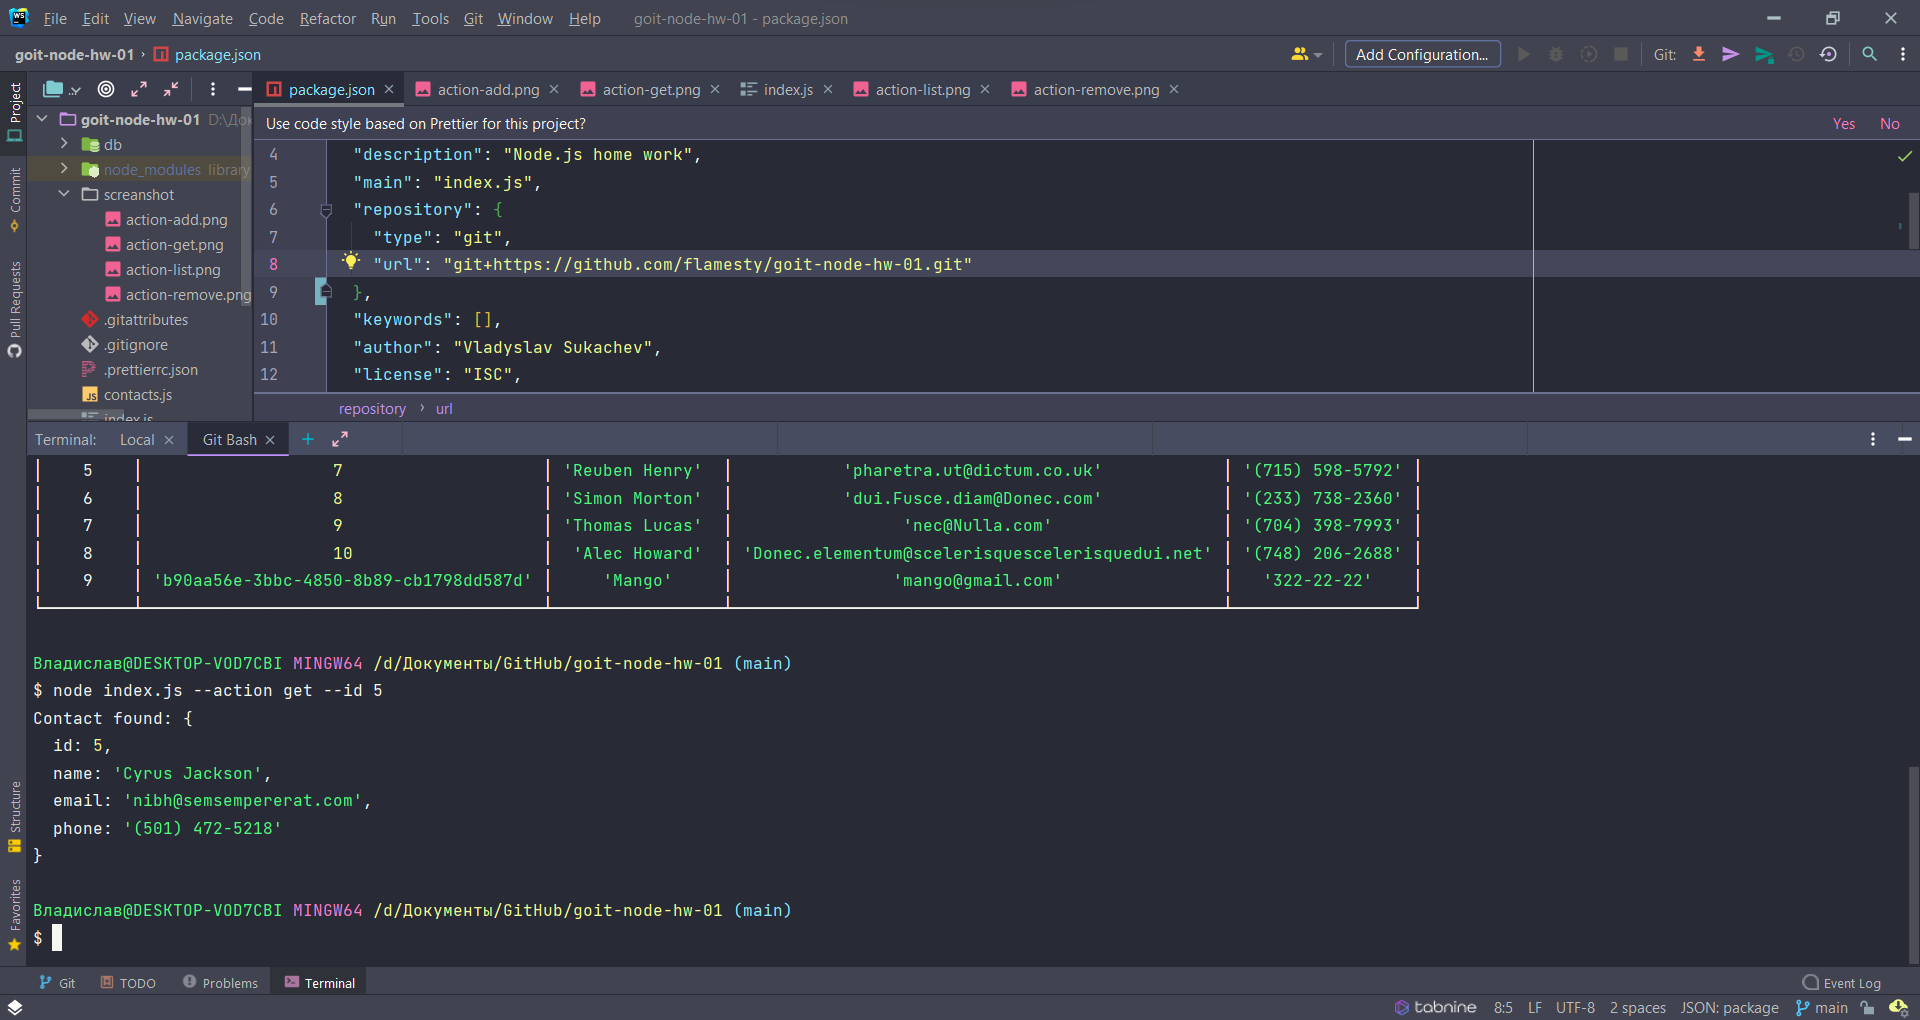 File Edit View Navigate Code Refactor Run Tools Git Window Help goit-node-hw-01 - package.json
goit-node-hw-01 › package.json Add Configuration... Git:
Project
Commit
Pull Requests
Structure
Favorites
package.json action-add.png action-get.png index.js action-list.png action-remove.png
goit-node-hw-01
db
node_modules library
screanshot
action-add.png
action-get.png
action-list.png
action-remove.png
.gitattributes
.gitignore
.prettierrc.json
contacts.js
index.js
Use code style based on Prettier for this project? Yes No
4 "description": "Node.js home work",
5 "main": "index.js",
6 "repository": {
7 "type": "git",
8 "url": "git+https://github.com/flamesty/goit-node-hw-01.git"
9 },
10 "keywords": [],
11 "author": "Vladyslav Sukachev",
12 "license": "ISC",
repository › url
Terminal: Local Git Bash
│ 5 │ 7 │ 'Reuben Henry' │ 'pharetra.ut@dictum.co.uk' │ '(715) 598-5792' │
│ 6 │ 8 │ 'Simon Morton' │ 'dui.Fusce.diam@Donec.com' │ '(233) 738-2360' │
│ 7 │ 9 │ 'Thomas Lucas' │ 'nec@Nulla.com' │ '(704) 398-7993' │
│ 8 │ 10 │ 'Alec Howard' │ 'Donec.elementum@scelerisquescelerisquedui.net' │ '(748) 206-2688' │
│ 9 │ 'b90aa56e-3bbc-4850-8b89-cb1798dd587d' │ 'Mango' │ 'mango@gmail.com' │ '322-22-22' │
Владислав@DESKTOP-VOD7CBI MINGW64 /d/Документы/GitHub/goit-node-hw-01 (main)
$ node index.js --action get --id 5
Contact found: {
id: 5,
name: 'Cyrus Jackson',
email: 'nibh@semsempererat.com',
phone: '(501) 472-5218'
}
Владислав@DESKTOP-VOD7CBI MINGW64 /d/Документы/GitHub/goit-node-hw-01 (main)
$
Git TODO Problems Terminal Event Log
tabnine 8:5 LF UTF-8 2 spaces JSON: package main